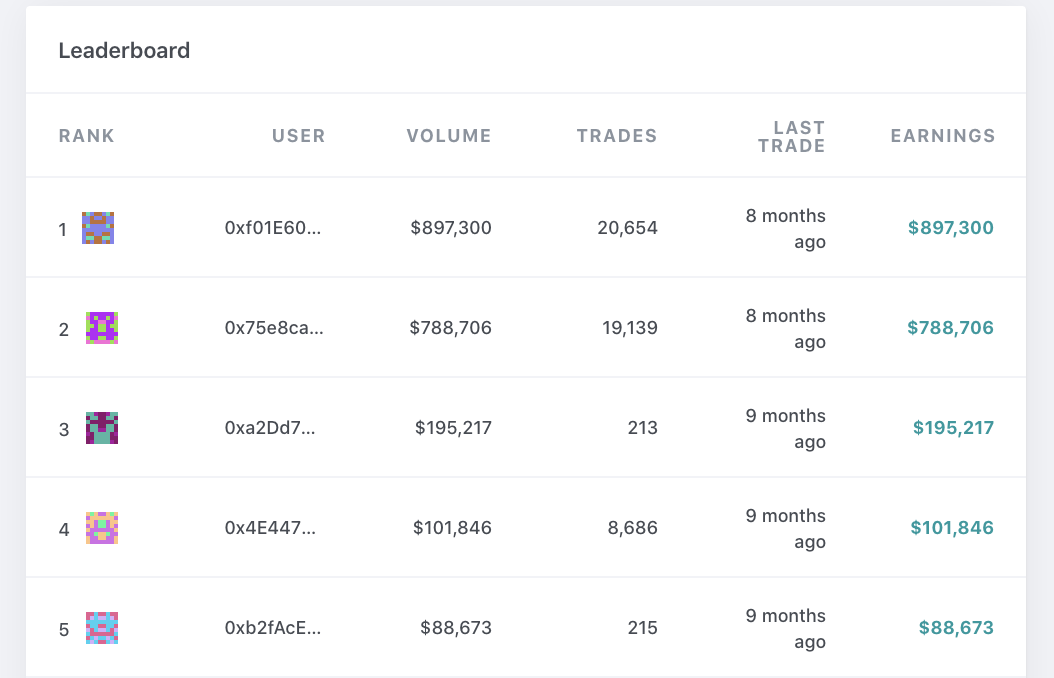 Leaderboard
RANK USER VOLUME TRADES LAST TRADE EARNINGS
1 0xf01E60... $897,300 20,654 8 months ago $897,300
2 0x75e8ca... $788,706 19,139 8 months ago $788,706
3 0xa2Dd7... $195,217 213 9 months ago $195,217
4 0x4E447... $101,846 8,686 9 months ago $101,846
5 0xb2fAcE... $88,673 215 9 months ago $88,673